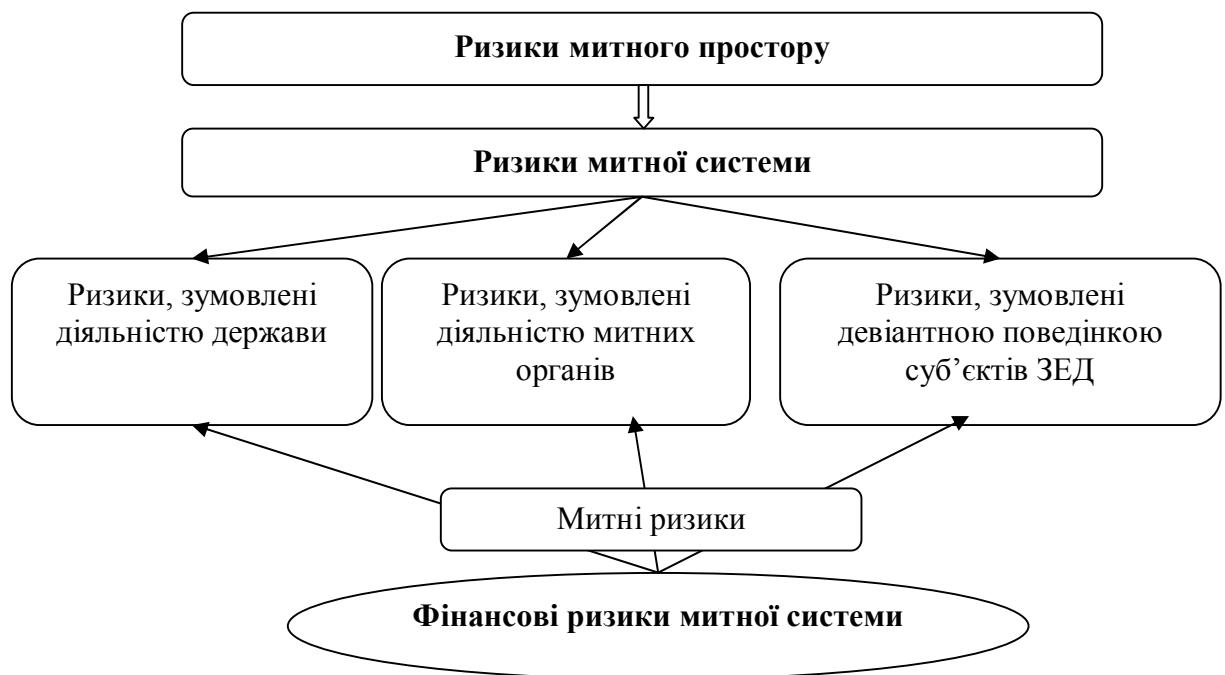 Ризики митного простору
Ризики митної системи
Ризики, зумовлені
діяльністю держави
Ризики, зумовлені
діяльністю митних
органів
Ризики, зумовлені
девіантною поведінкою
суб’єктів ЗЕД
Митні ризики
Фінансові ризики митної системи